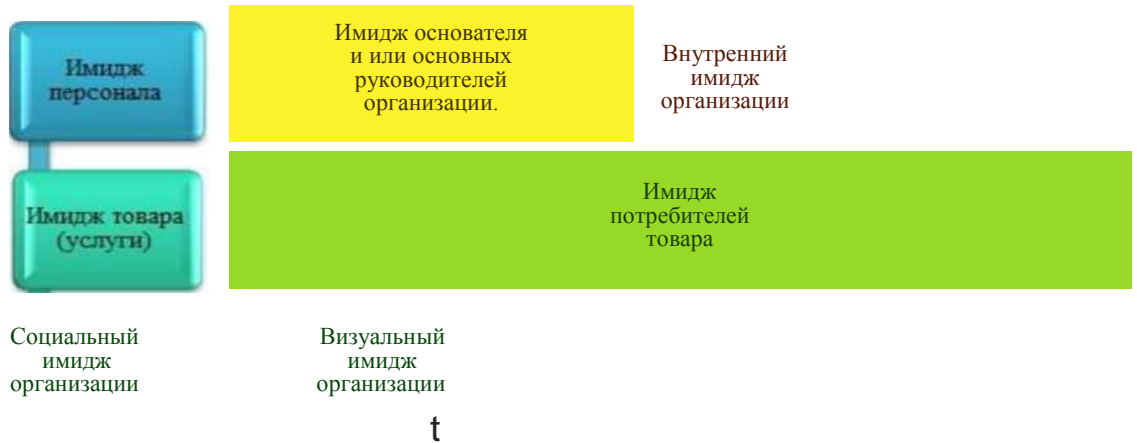 Имидж
персонала
Имидж основателя
и или основных
руководителей
организации.
Внутренний
имидж
организации
Имидж товара
(услуги)
Имидж
потребителей
товара
Социальный
имидж
организации
Визуальный
имидж
организации
t